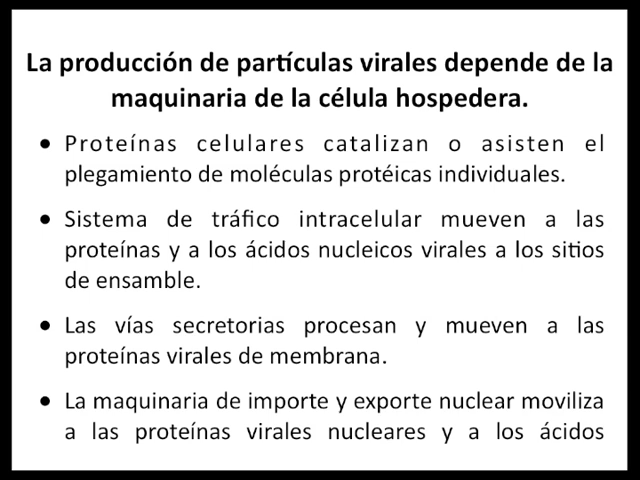 La producción de partículas virales depende de la
maquinaria de la célula hospedera.
• Proteínas celulares catalizan o asisten el
plegamiento de moléculas protéicas individuales.
• Sistema de tráfico intracelular mueven a las
proteínas y a los ácidos nucleicos virales a los sitios
de ensamble.
• Las vías secretorias procesan y mueven a las
proteínas virales de membrana.
• La maquinaria de importe y exporte nuclear moviliza
a las proteínas virales nucleares y a los ácidos